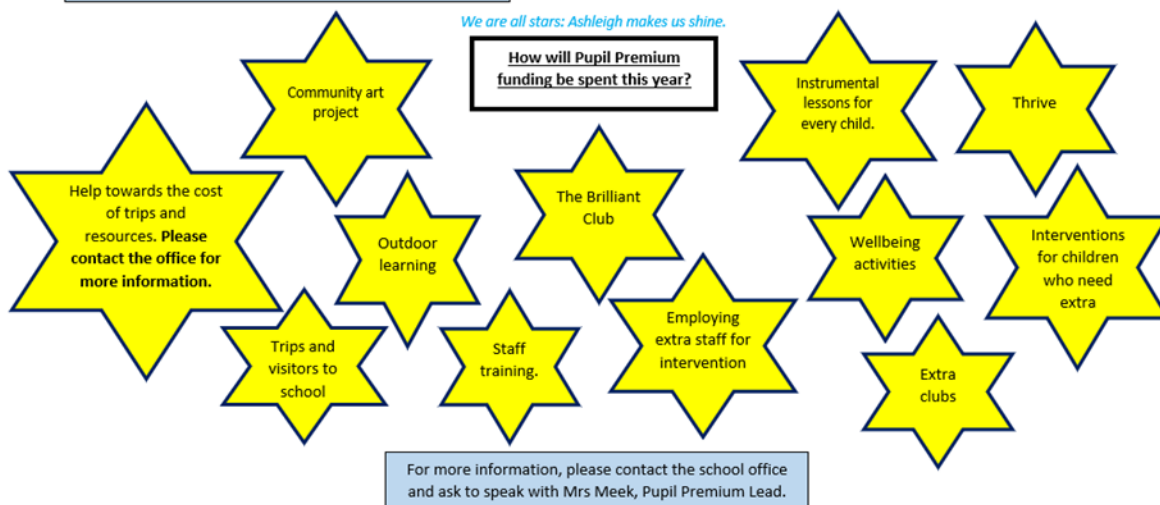 We are all stars: Ashleigh makes us shine.
How will Pupil Premium
funding be spent this year?
Community art
project
Instrumental
lessons for
every child.
Thrive
Help towards the cost
of trips and
resources. Please
contact the office for
more information.
Outdoor
learning
The Brilliant
Club
Wellbeing
activities
Interventions
for children
who need
extra
Trips and
visitors to
school
Staff
training.
Employing
extra staff for
intervention
Extra
clubs
For more information, please contact the school office
and ask to speak with Mrs Meek, Pupil Premium Lead.